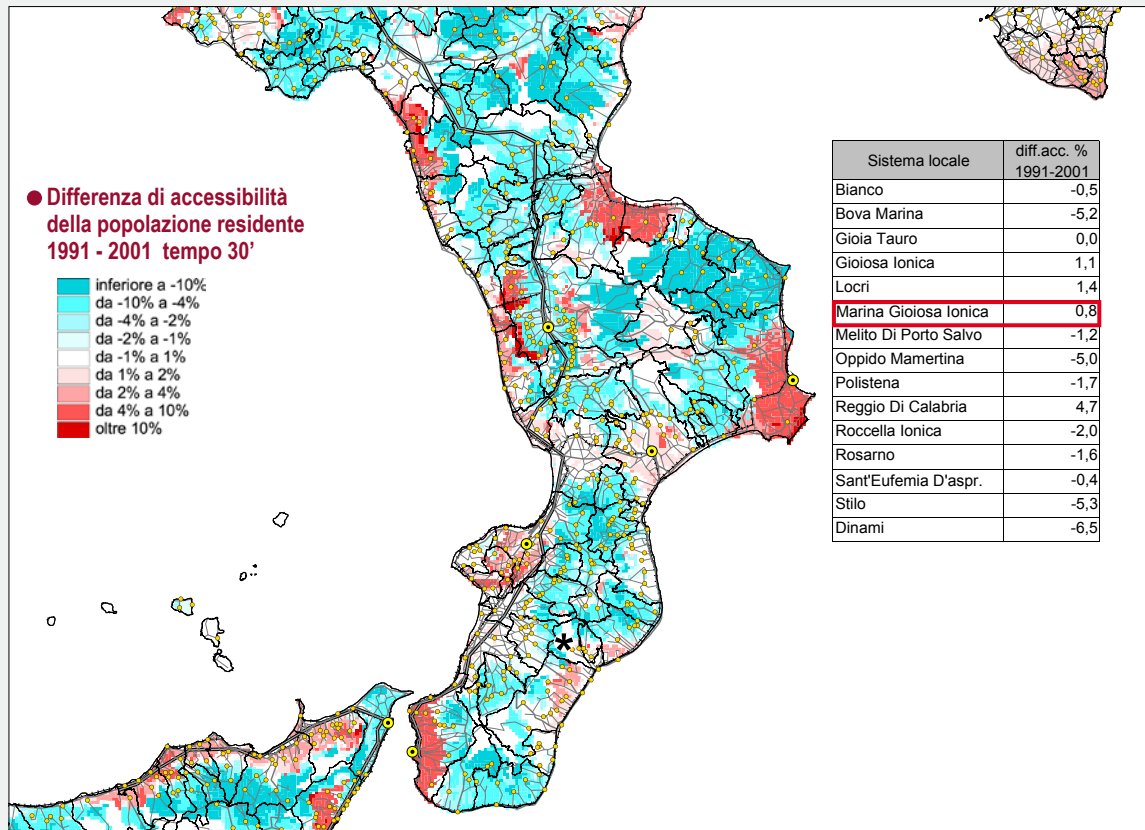 ● Differenza di accessibilità
della popolazione residente
1991 - 2001 tempo 30’
inferiore a -10%
da -10% a -4%
da -4% a -2%
da -2% a -1%
da -1% a 1%
da 1% a 2%
da 2% a 4%
da 4% a 10%
oltre 10%
*
Sistema locale diff.acc. %
1991-2001
Bianco -0,5
Bova Marina -5,2
Gioia Tauro 0,0
Gioiosa Ionica 1,1
Locri 1,4
Marina Gioiosa Ionica 0,8
Melito Di Porto Salvo -1,2
Oppido Mamertina -5,0
Polistena -1,7
Reggio Di Calabria 4,7
Roccella Ionica -2,0
Rosarno -1,6
Sant'Eufemia D'aspr. -0,4
Stilo -5,3
Dinami -6,5